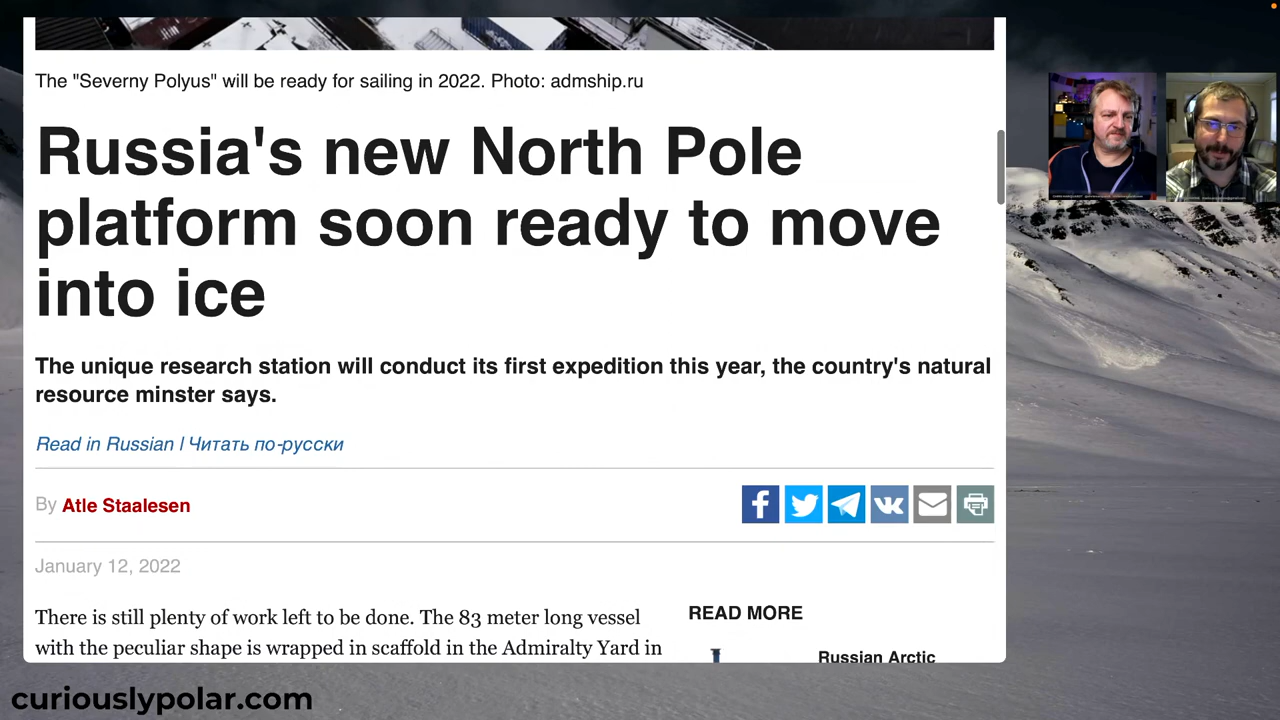 The "Severny Polyus" will be ready for sailing in 2022. Photo: admship.ru
Russia's new North Pole
platform soon ready to move
into ice
The unique research station will conduct its first expedition this year, the country's natural
resource minster says.
Read in Russian | Читать по-русски
By Atle Staalesen
January 12, 2022
There is still plenty of work left to be done. The 83 meter long vessel
with the peculiar shape is wrapped in scaffold in the Admiralty Yard in
READ MORE
Russian Arctic
curiouslypolar.com